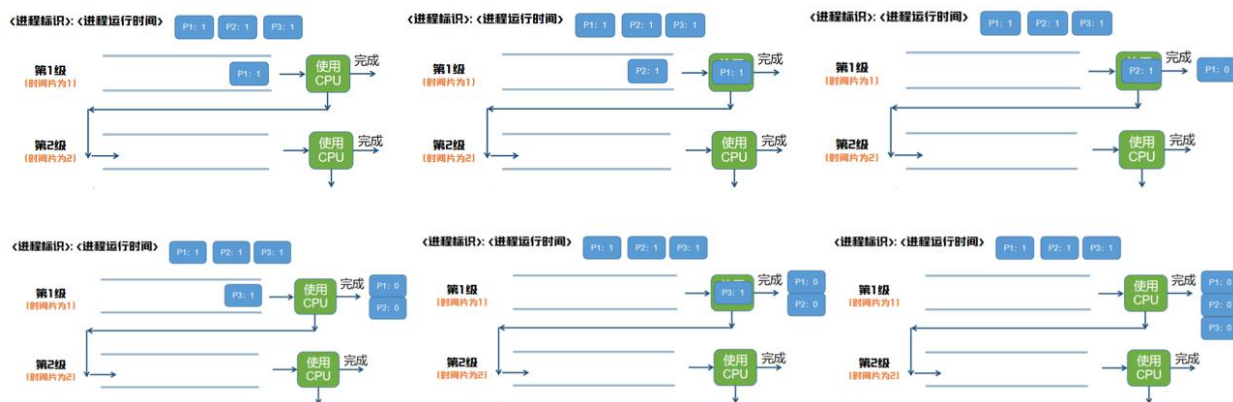 <进程标识>: <进程运行时间> P1: 1 P2: 1 P3: 1
第1级
(时间片为1)
P1: 1
使用
CPU
完成
第2级
(时间片为2)
使用
CPU
完成
<进程标识>: <进程运行时间> P1: 1 P2: 1 P3: 1
第1级
(时间片为1)
P2: 1
P1: 1
完成
第2级
(时间片为2)
使用
CPU
完成
<进程标识>: <进程运行时间> P1: 1 P2: 1 P3: 1
第1级
(时间片为1)
P2: 1
完成
P1: 0
第2级
(时间片为2)
使用
CPU
完成
<进程标识>: <进程运行时间> P1: 1 P2: 1 P3: 1
第1级
(时间片为1)
P3: 1
使用
CPU
完成
P1: 0
P2: 0
第2级
(时间片为2)
使用
CPU
完成
<进程标识>: <进程运行时间> P1: 1 P2: 1 P3: 1
第1级
(时间片为1)
P3: 1
完成
P1: 0
P2: 0
第2级
(时间片为2)
使用
CPU
完成
<进程标识>: <进程运行时间> P1: 1 P2: 1 P3: 1
第1级
(时间片为1)
使用
CPU
完成
P1: 0
P2: 0
P3: 0
第2级
(时间片为2)
使用
CPU
完成